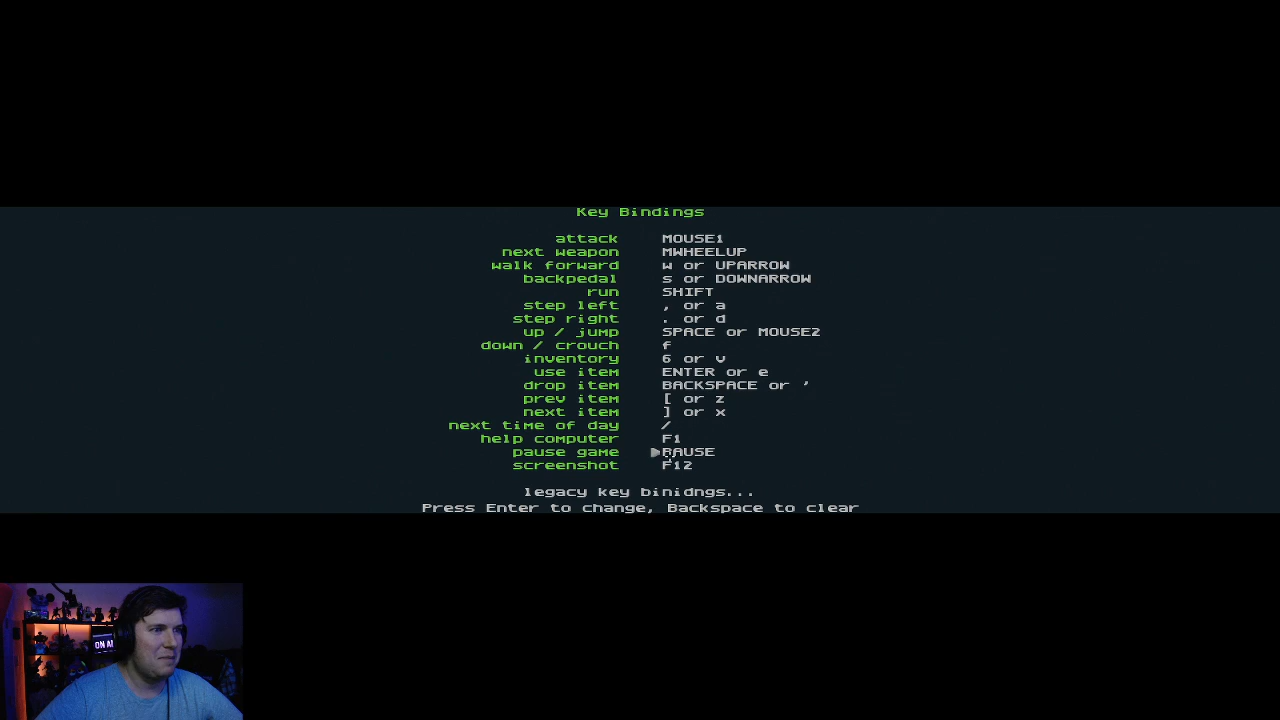 Key Bindings
attack MOUSE1
next weapon MWHEELUP
walk forward w or UPARROW
backpedal s or DOWNARROW
run SHIFT
step left , or a
step right . or d
up / jump SPACE or MOUSE2
down / crouch f
inventory 6 or v
use item ENTER or e
drop item BACKSPACE or '
prev item [ or z
next item ] or x
next time of day /
help computer F1
pause game PAUSE
screenshot F12
legacy key binidngs...
Press Enter to change, Backspace to clear
ON AI